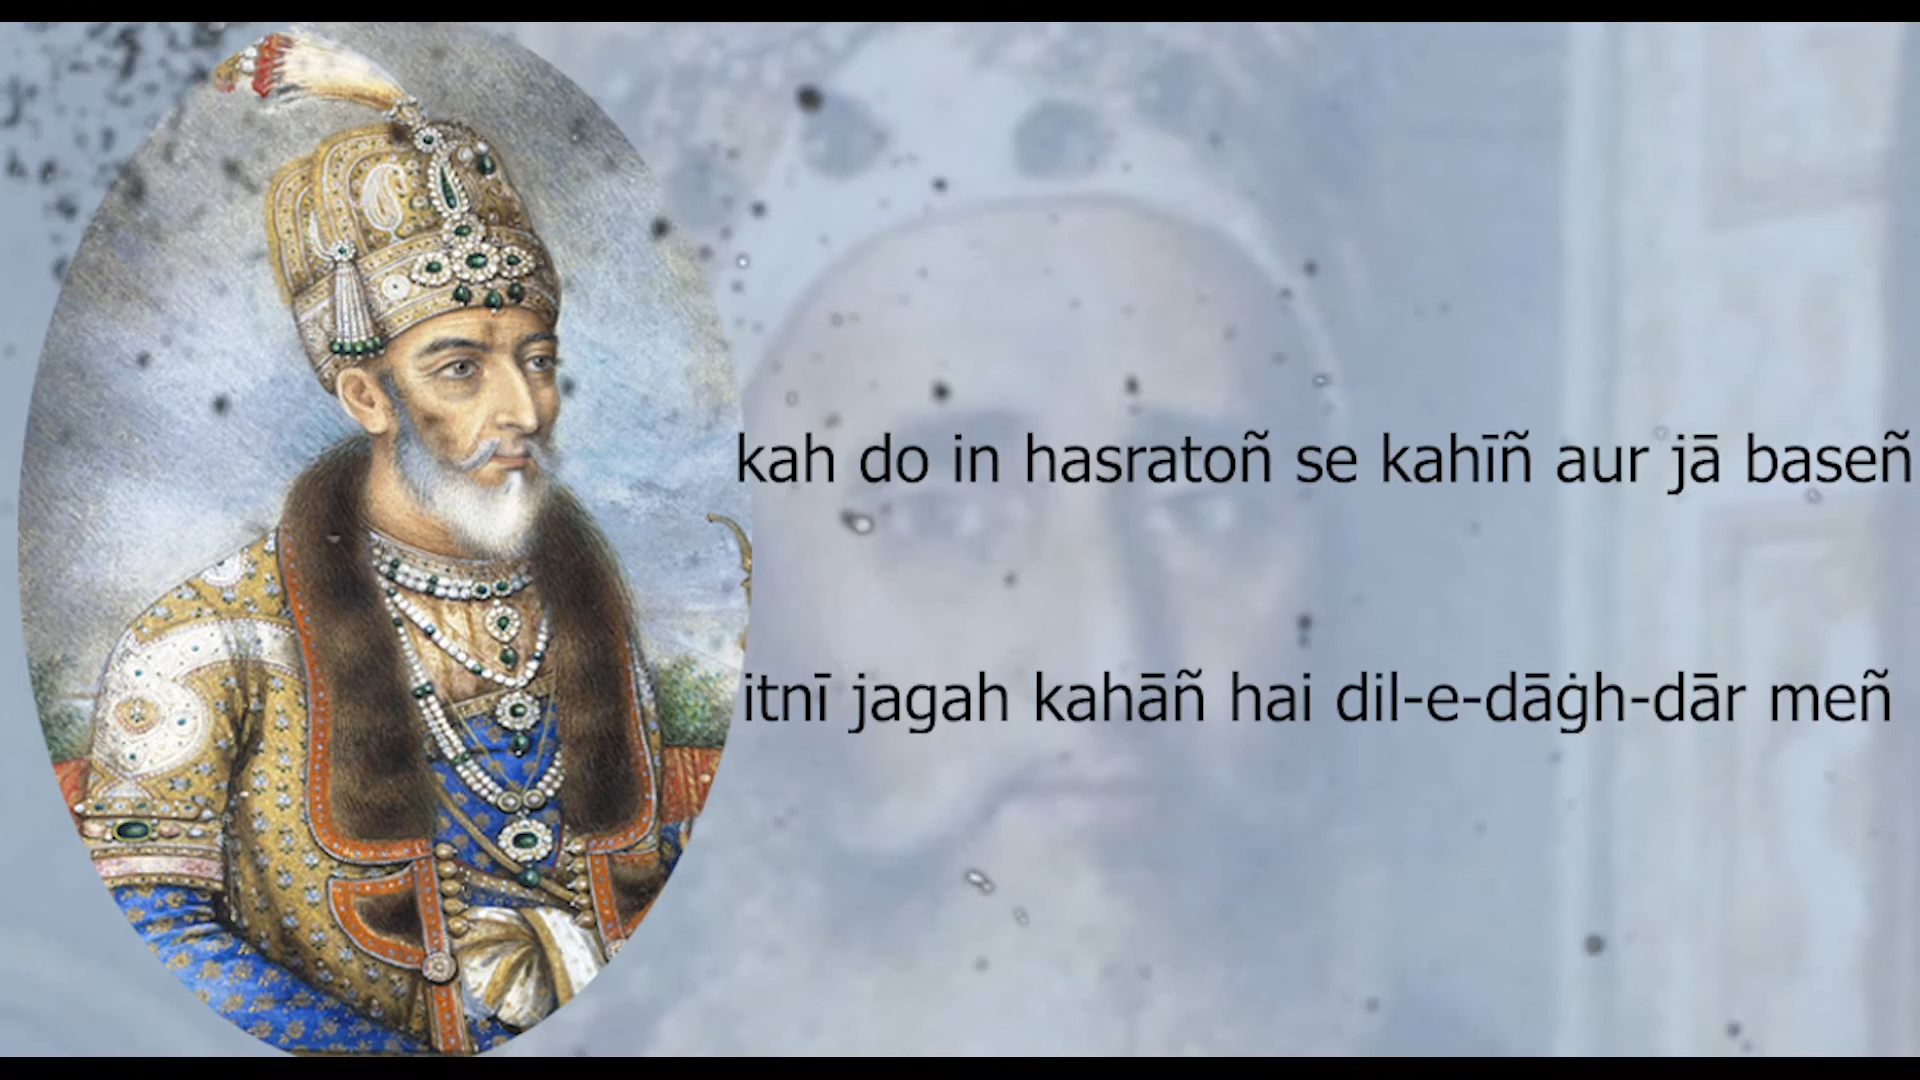 kah do in hasratoñ se kahīñ aur jā baseñ
itnī jagah kahāñ hai dil-e-dāġh-dār meñ